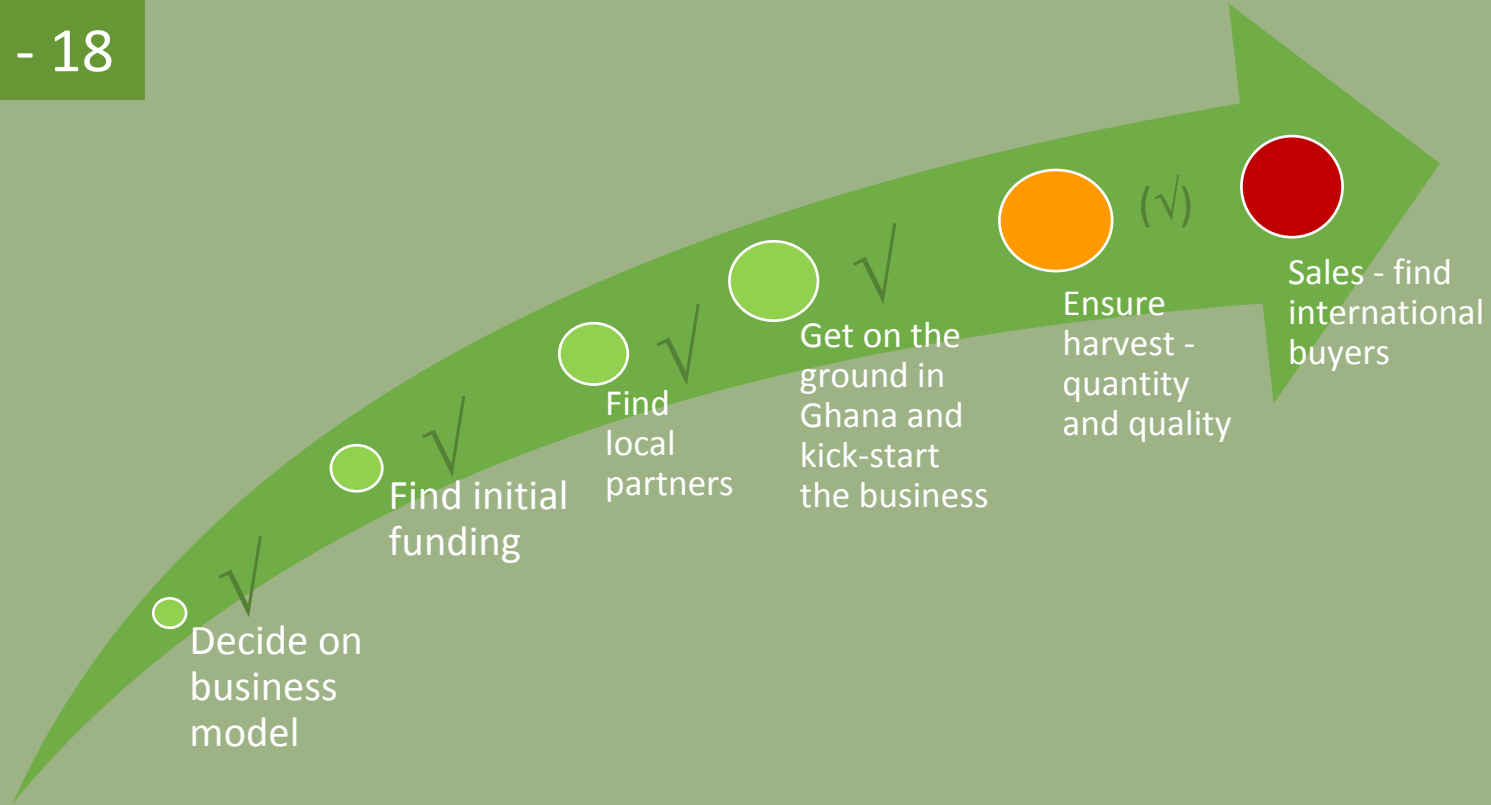 - 18
√
Decide on
business
model
√
Find initial
funding
√
Find
local
partners
√
Get on the
ground in
Ghana and
kick-start
the business
(√)
Ensure
harvest -
quantity
and quality
Sales - find
international
buyers